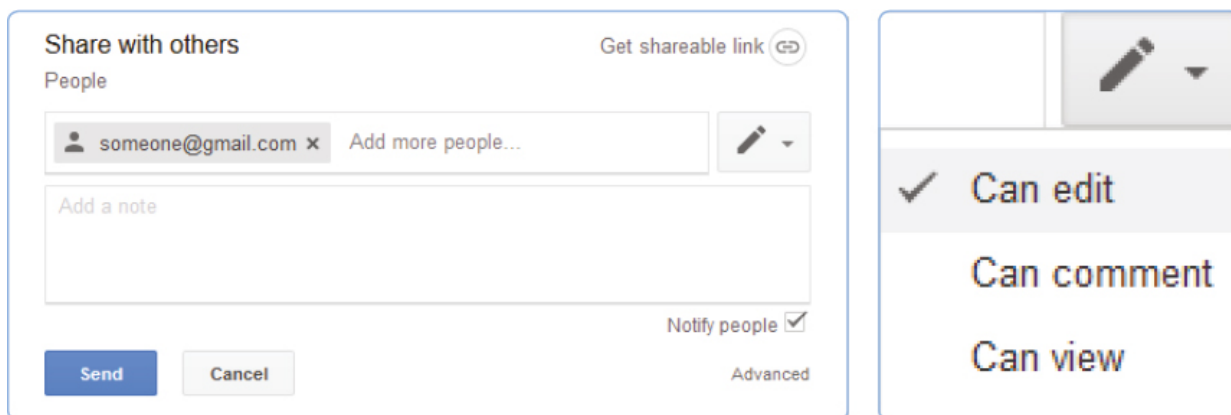 Share with others
Get shareable link
People
someone@gmail.com × Add more people...
Add a note
Notify people
Send Cancel Advanced
Can edit
Can comment
Can view